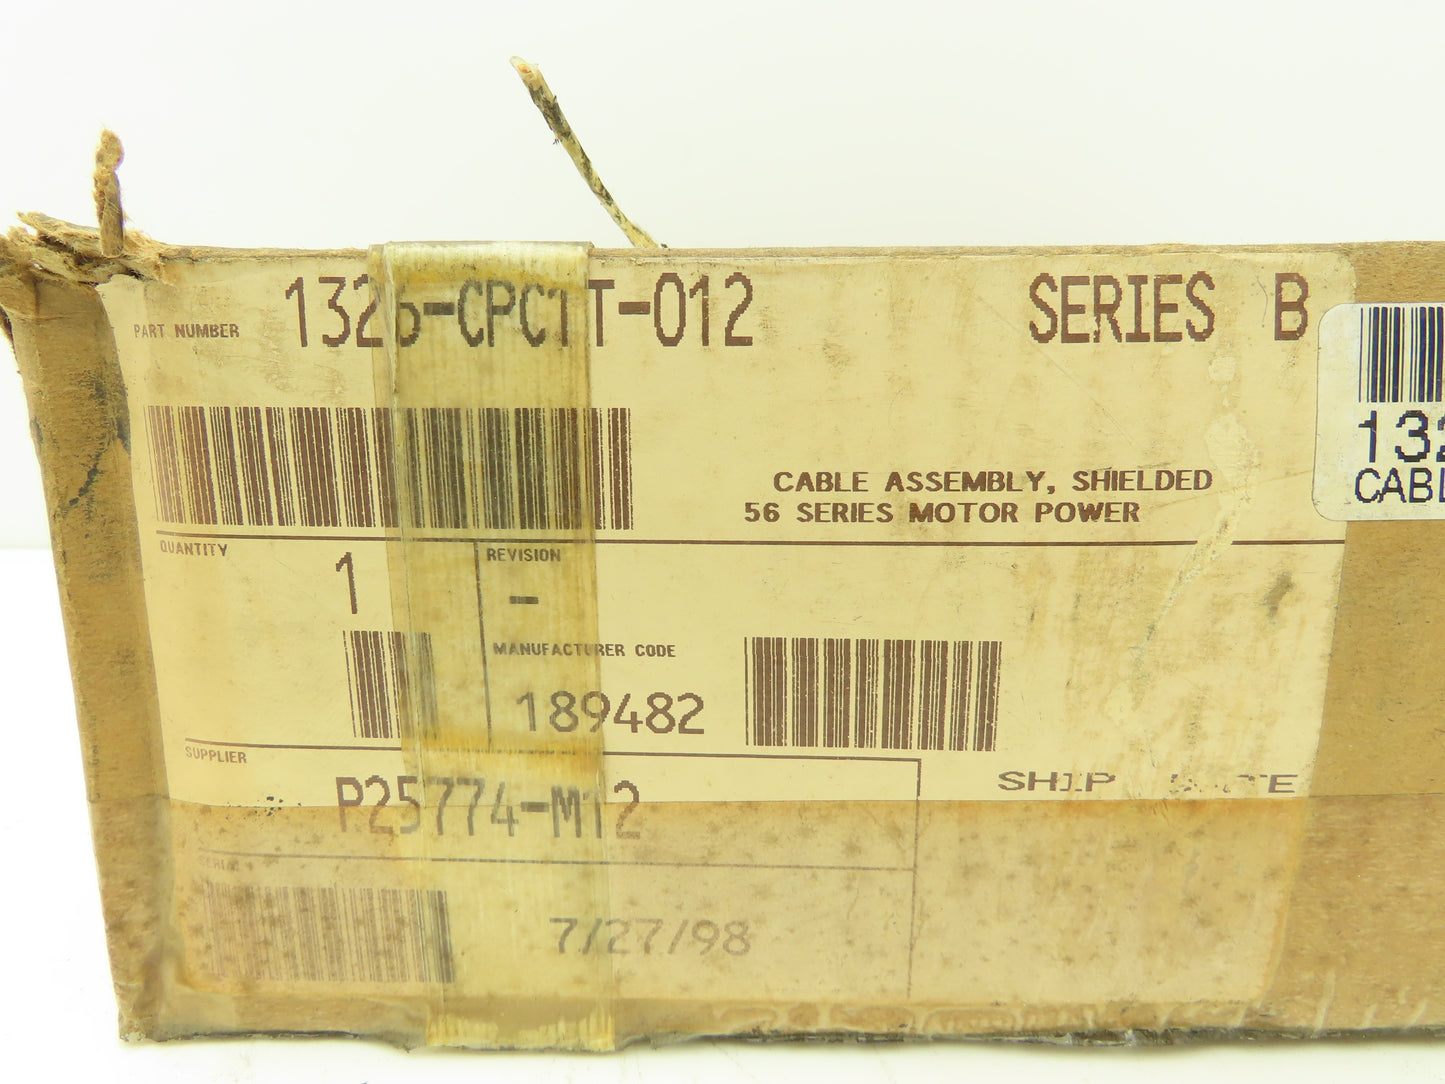 PART NUMBER 1326-CPC1T-012 SERIES B
CABLE ASSEMBLY, SHIELDED
56 SERIES MOTOR POWER
QUANTITY 1
REVISION -
MANUFACTURER CODE
189482
SUPPLIER
P25774-M12
SHIP
SERIAL
7/27/98
132
CABL